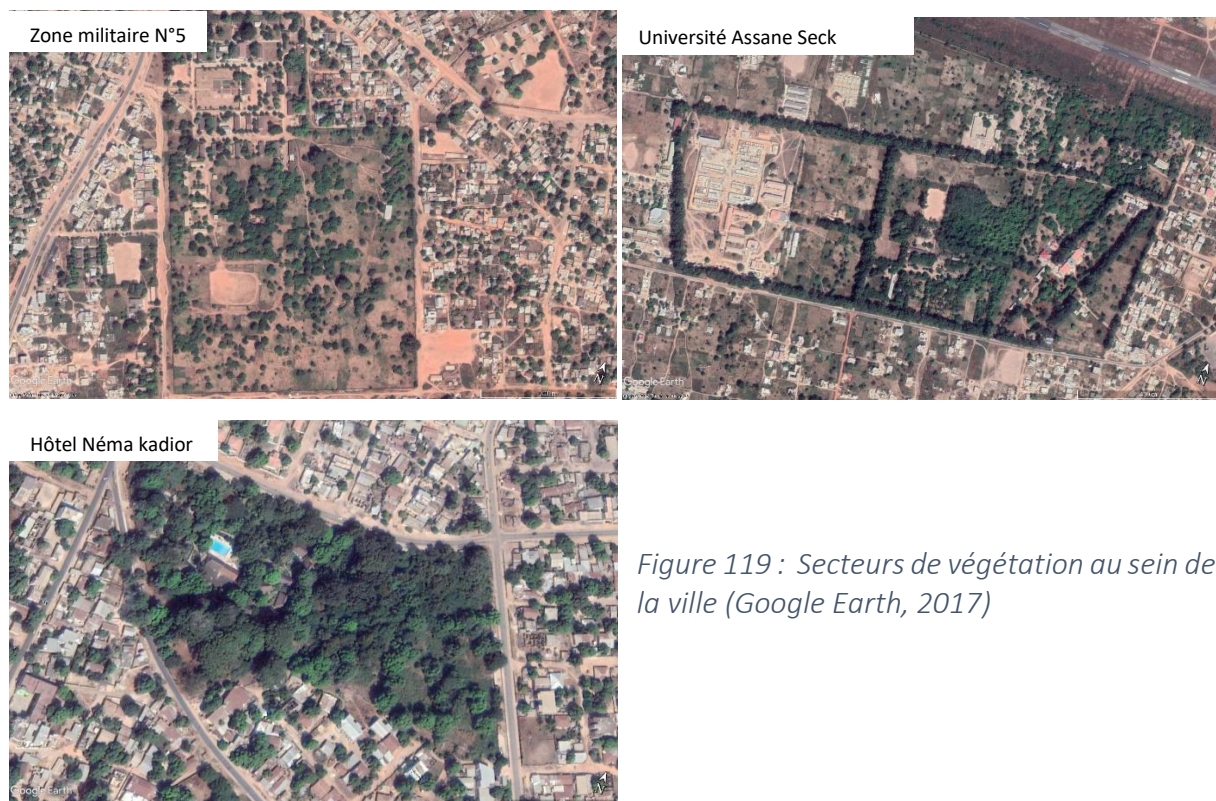 Zone militaire N°5
Université Assane Seck
Google Earth
N
Google Earth
N
Hôtel Néma kadior
Google Earth
N
Figure 119 : Secteurs de végétation au sein de
la ville (Google Earth, 2017)